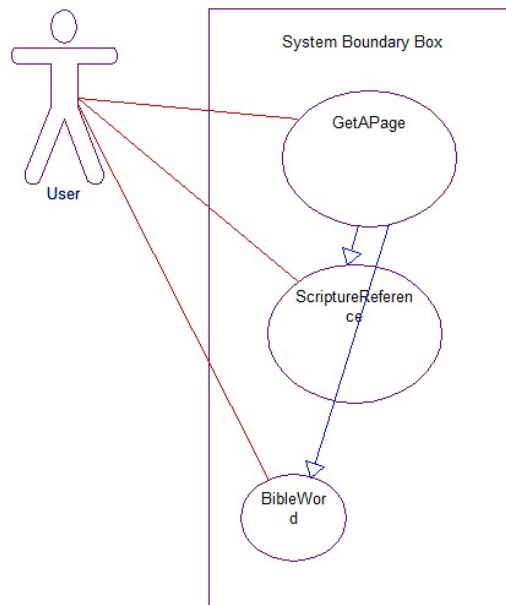 System Boundary Box
GetAPage
User
ScriptureReferen
ce
BibleWor
d